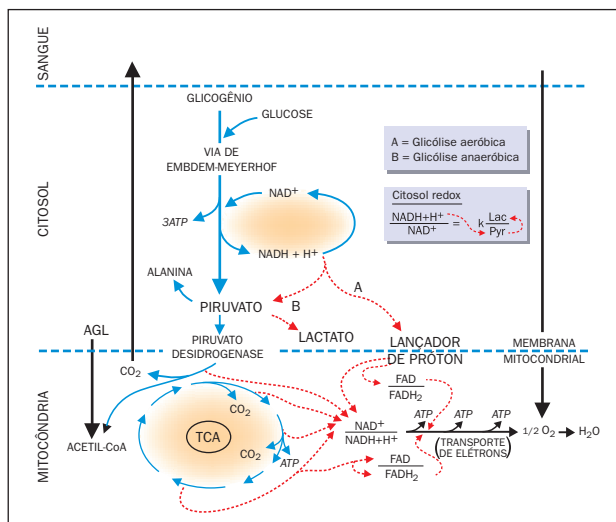 SANGUE
CITOSOL
MITOCÔNDRIA
GLICOGÊNIO
GLUCOSE
VIA DE
EMBDEM-MEYERHOF
NAD+
3ATP
NADH + H+
ALANINA
PIRUVATO
B
A
LACTATO
PIRUVATO
DESIDROGENASE
LANÇADOR
DE PROTON
A = Glicólise aeróbica
B = Glicólise anaeróbica
Citosol redox
NADH+H+ = k Lac
NAD+ Pyr
MEMBRANA
MITOCONDRIAL
AGL
CO2
ACETIL-CoA
TCA
CO2
CO2
ATP
FAD
FADH2
NAD+
NADH+H+
FAD
FADH2
ATP ATP ATP
(TRANSPORTE
DE ELÉTRONS)
1/2 O2 H2O